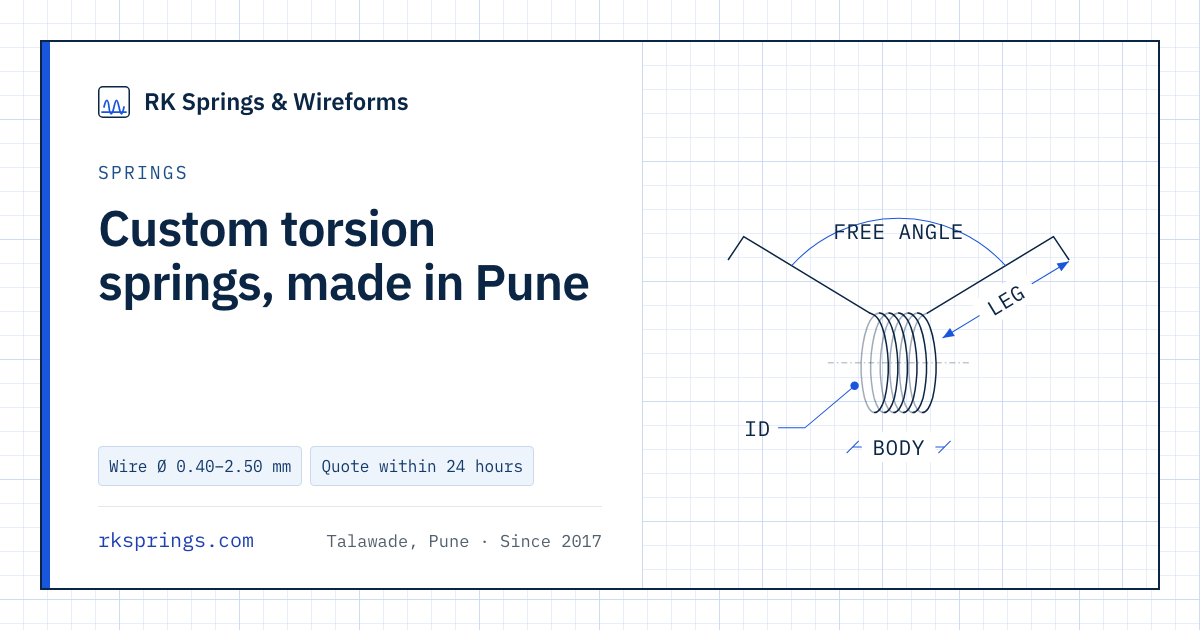 RK Springs & Wireforms
SPRINGS
Custom torsion
springs, made in Pune
Wire Ø 0.40–2.50 mm
Quote within 24 hours
rksprings.com
Talawade, Pune · Since 2017
FREE ANGLE
LEG
ID
BODY